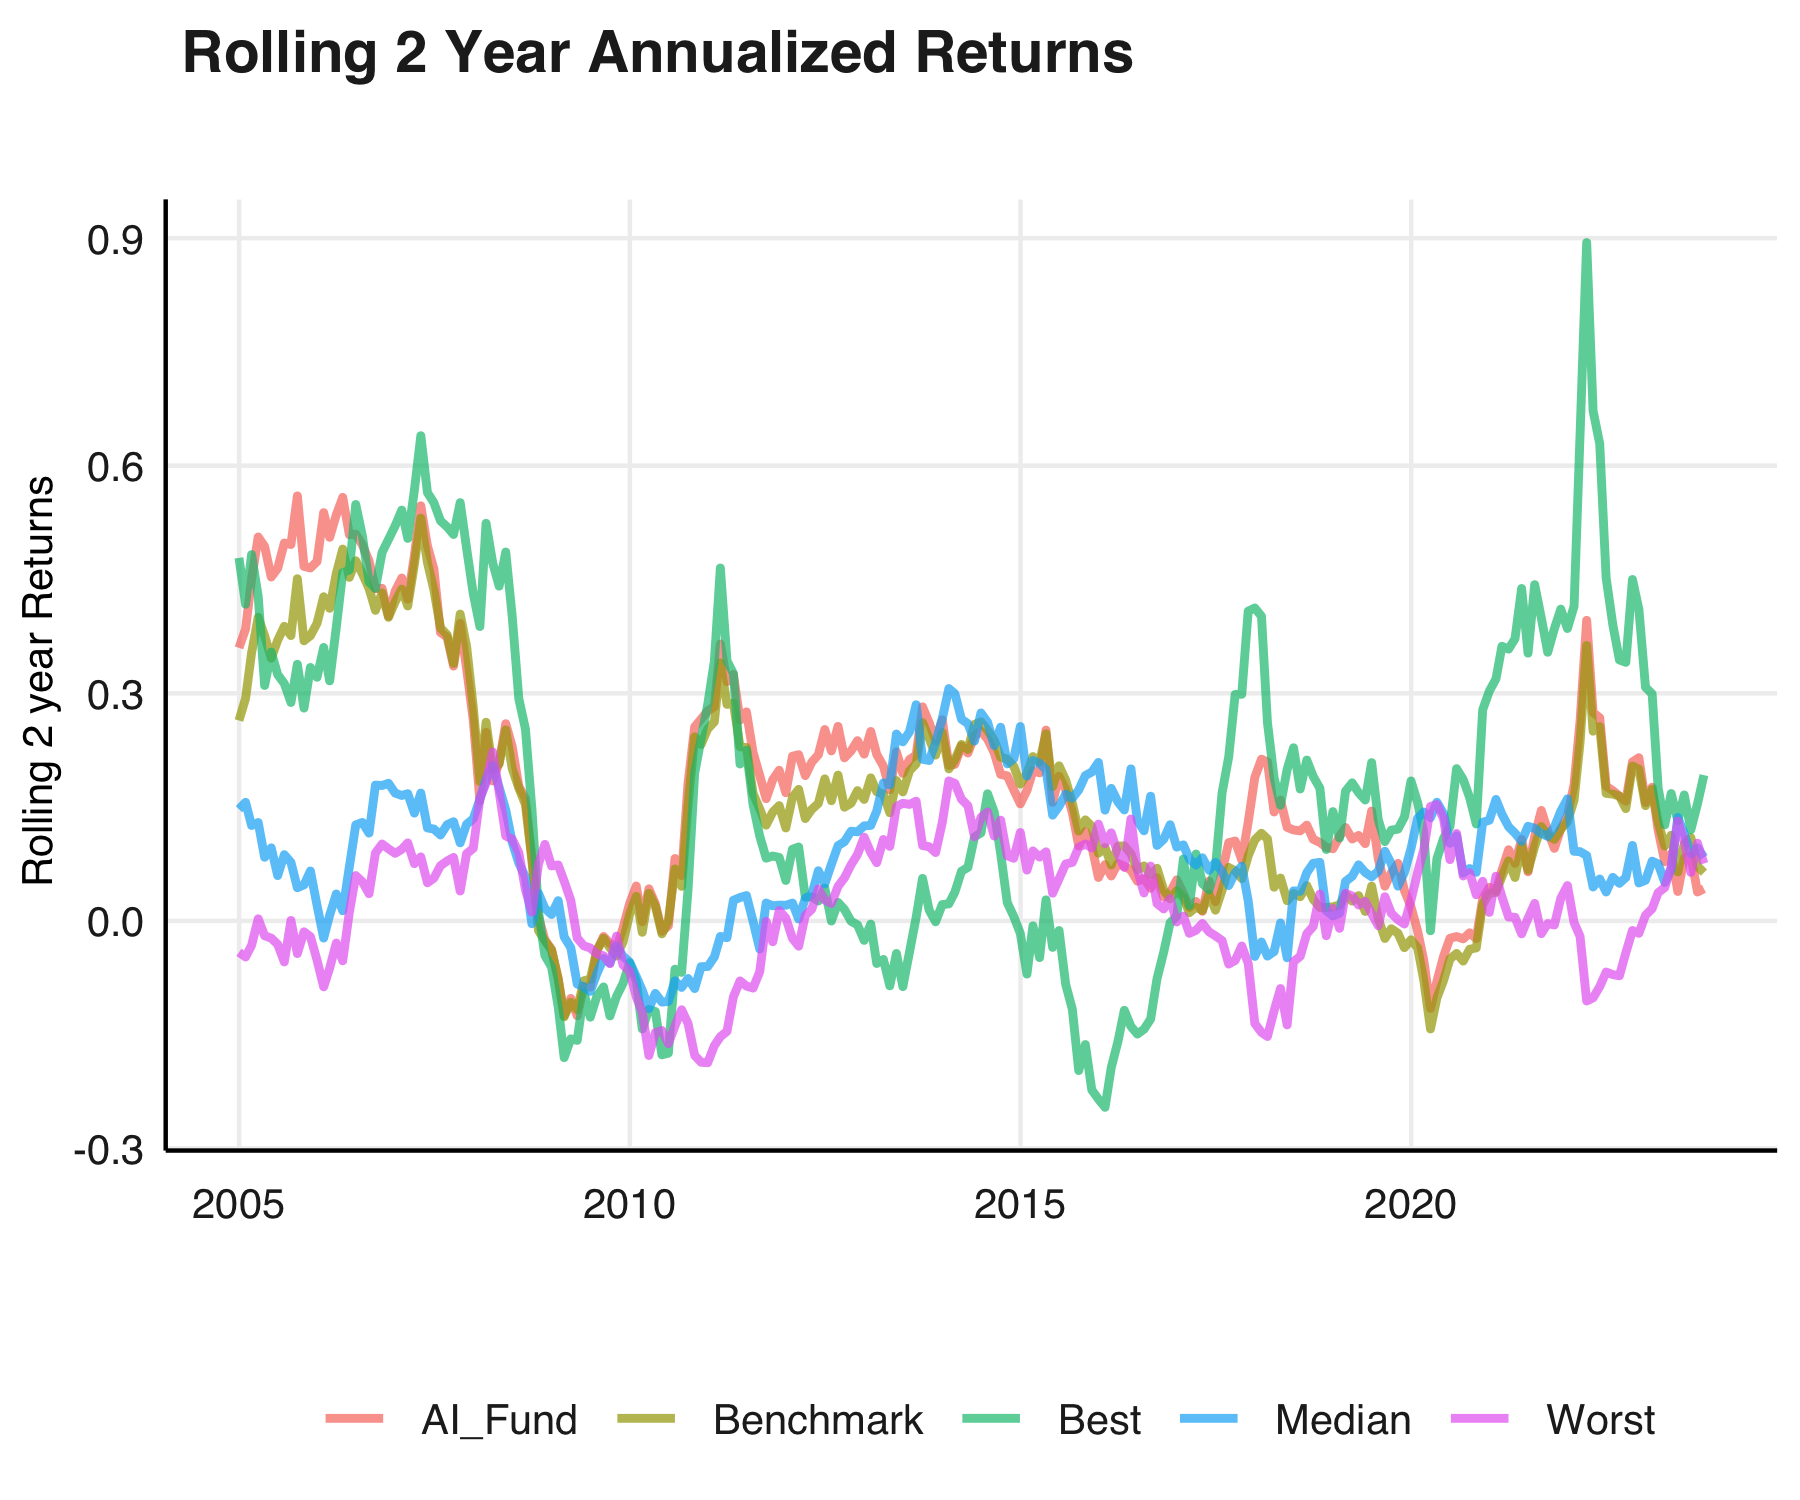 Rolling 2 Year Annualized Returns
Rolling 2 year Returns
0.9
0.6
0.3
0.0
-0.3
2005 2010 2015 2020
AI_Fund Benchmark Best Median Worst